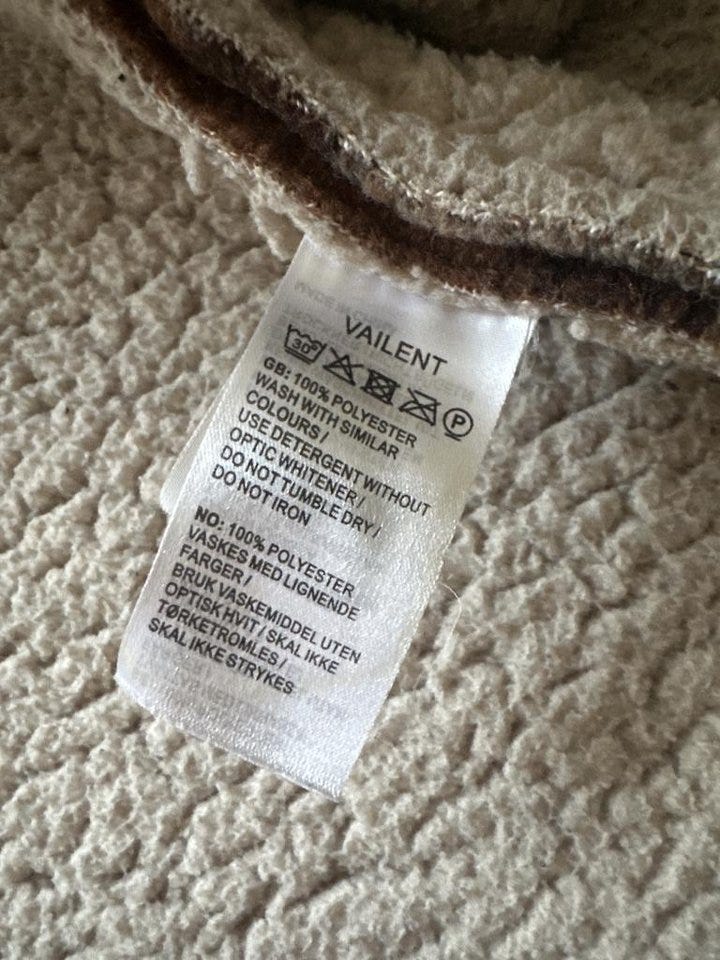 VAILENT
30° P
GB: 100% POLYESTER
WASH WITH SIMILAR
COLOURS /
USE DETERGENT WITHOUT
OPTIC WHITENER /
DO NOT TUMBLE DRY /
DO NOT IRON
NO: 100% POLYESTER
VASKES MED LIGNENDE
FARGER /
BRUK VASKEMIDDEL UTEN
OPTISK HVIT / SKAL IKKE
TØRKETROMLES /
SKAL IKKE STRYKES